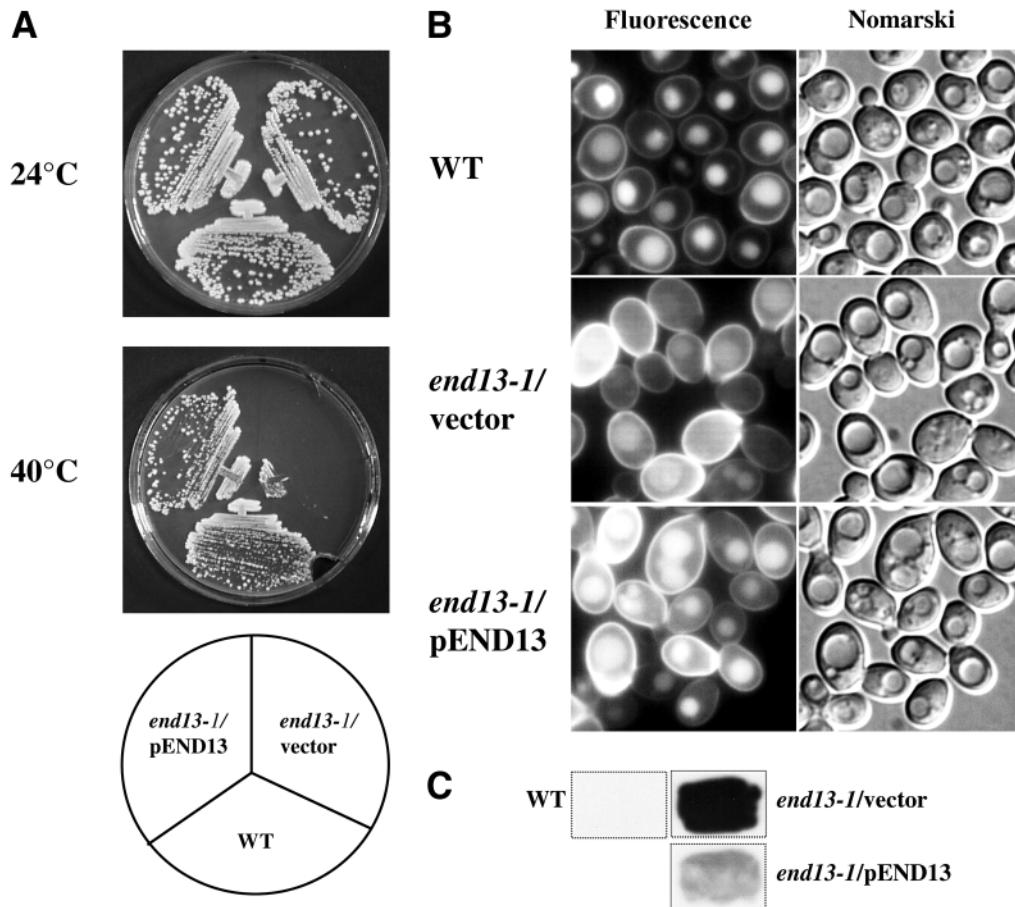 A
24°C
40°C
end13-1/
pEND13
end13-1/
vector
WT
B
Fluorescence
Nomarski
WT
end13-1/
vector
end13-1/
pEND13
C
WT
end13-1/vector
end13-1/pEND13